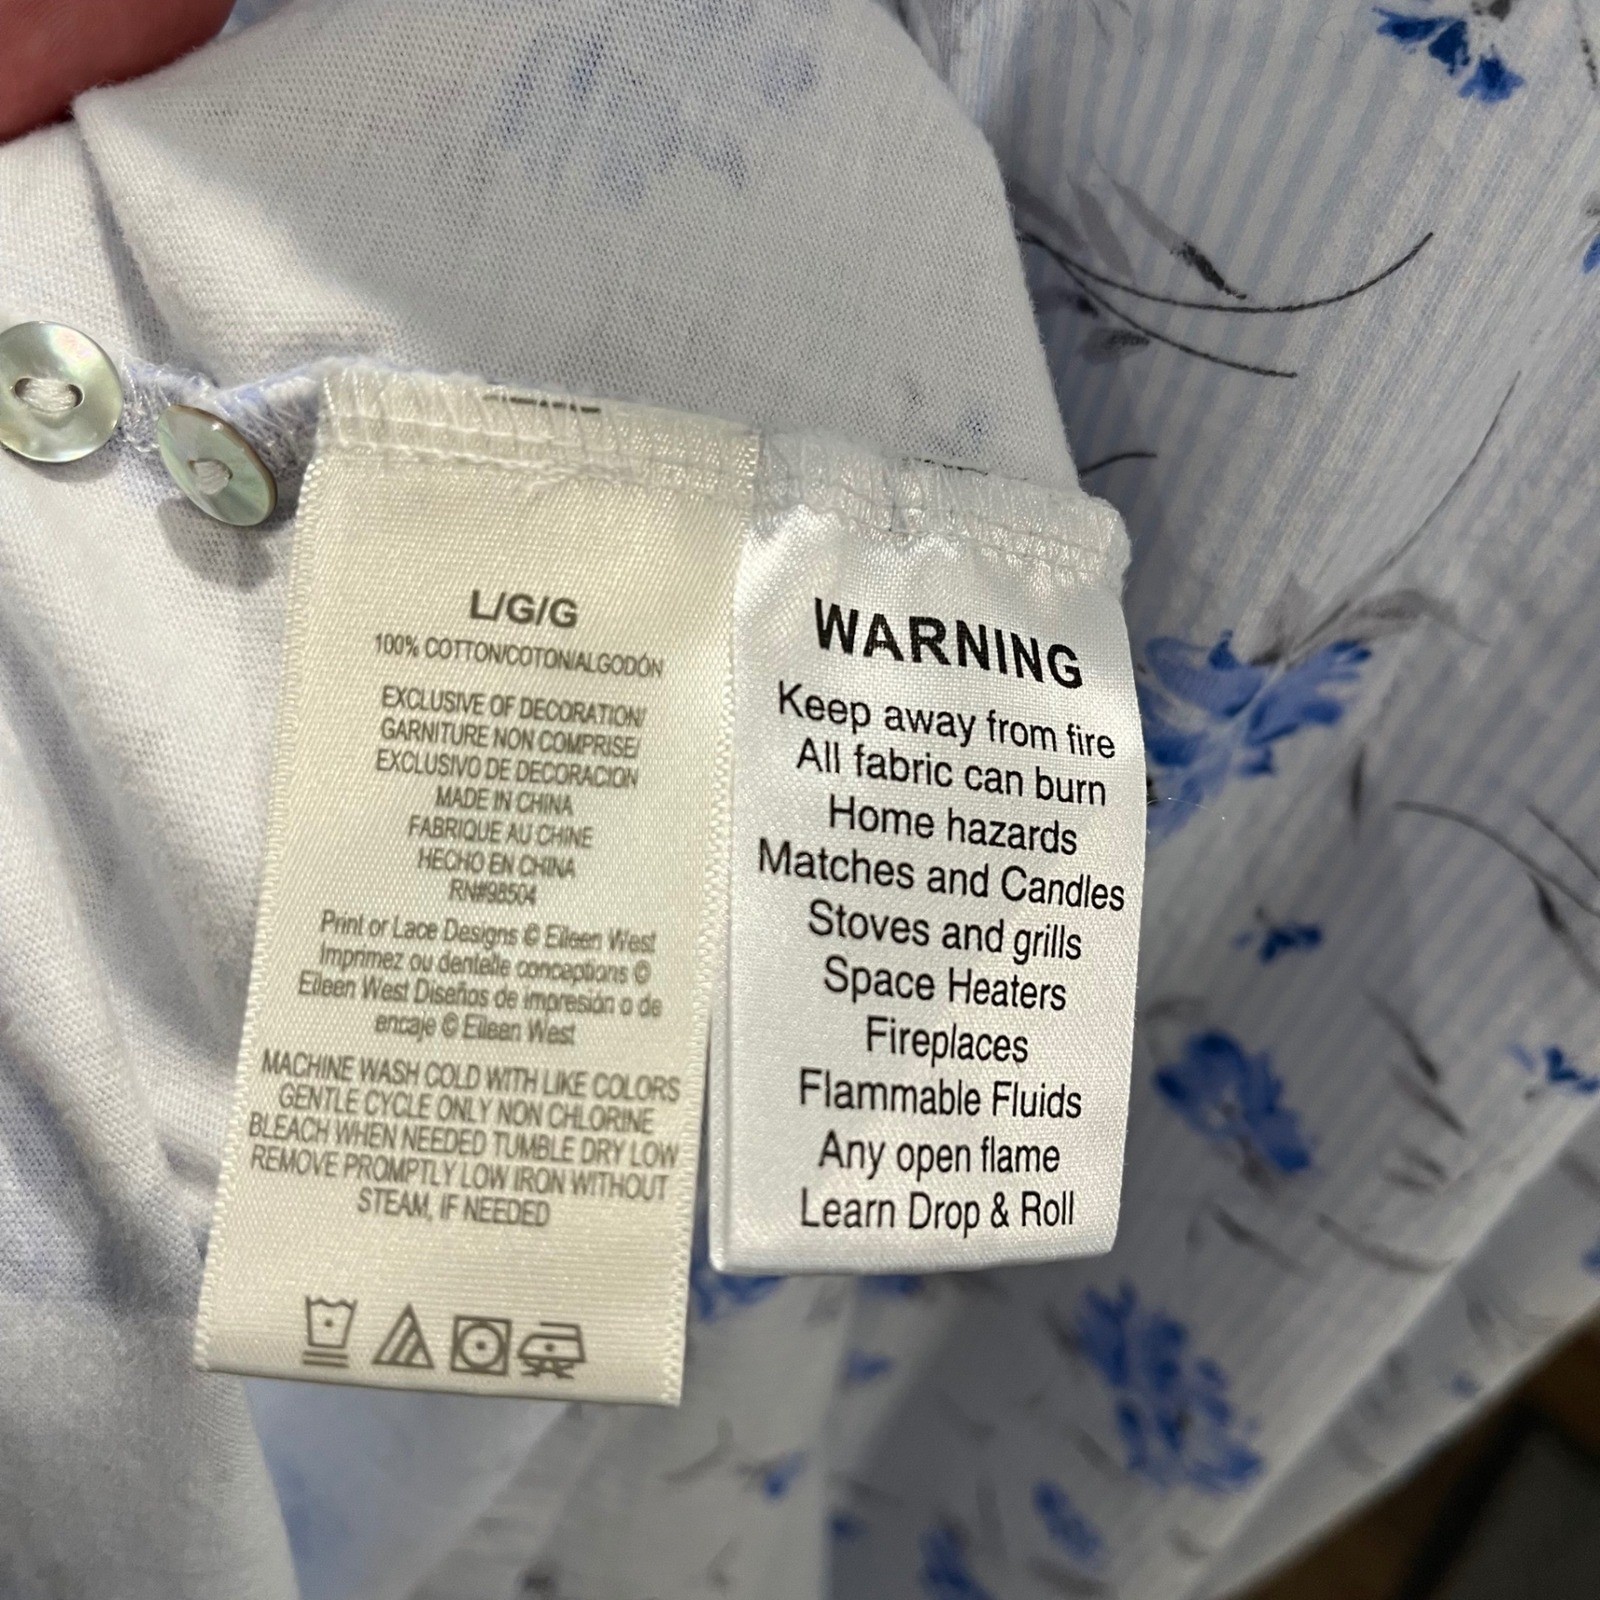 L/G/G
100% COTTON/COTON/ALGODÓN
EXCLUSIVE OF DECORATION/
GARNITURE NON COMPRISE/
EXCLUSIVO DE DECORACION
MADE IN CHINA
FABRIQUE AU CHINE
HECHO EN CHINA
RN#98504
Print or Lace Designs © Eileen West
Imprimez ou dentelle conceptions ©
Eileen West Diseños de impresión o de
encaje © Eileen West
MACHINE WASH COLD WITH LIKE COLORS
GENTLE CYCLE ONLY NON CHLORINE
BLEACH WHEN NEEDED TUMBLE DRY LOW
REMOVE PROMPTLY LOW IRON WITHOUT
STEAM, IF NEEDED
WARNING
Keep away from fire
All fabric can burn
Home hazards
Matches and Candles
Stoves and grills
Space Heaters
Fireplaces
Flammable Fluids
Any open flame
Learn Drop & Roll